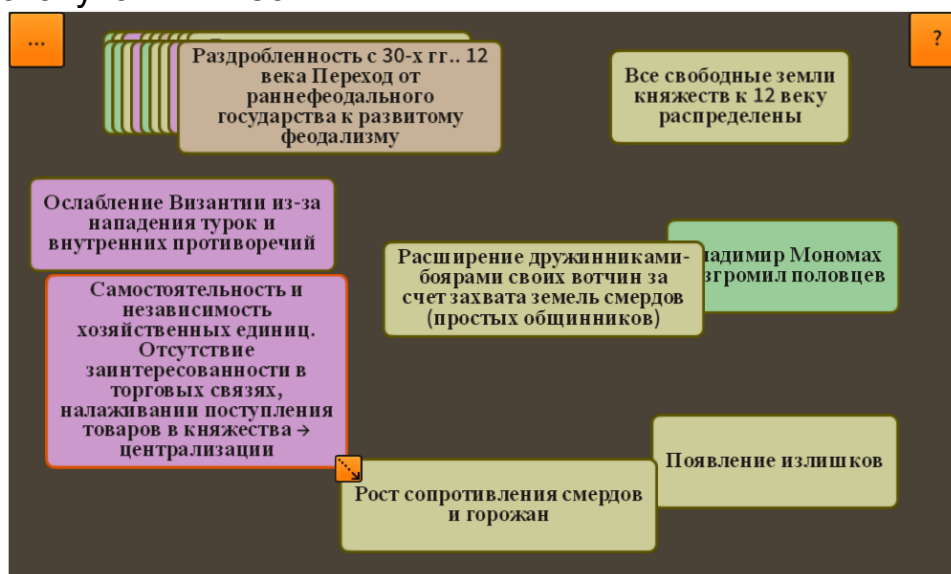 ...
?
Раздробленность с 30-х гг.. 12
века Переход от
раннефеодального
государства к развитому
феодализму
Все свободные земли
княжеств к 12 веку
распределены
Ослабление Византии из-за
нападения турок и
внутренних противоречий
Расширение дружинниками-
боярами своих вотчин за
счет захвата земель смердов
(простых общинников)
Мономах
половцев
Самостоятельность и
независимость
хозяйственных единиц.
Отсутствие
заинтересованности в
торговых связях,
налаживании поступления
товаров в княжества →
централизации
Появление излишков
Рост сопротивления смердов
и горожан